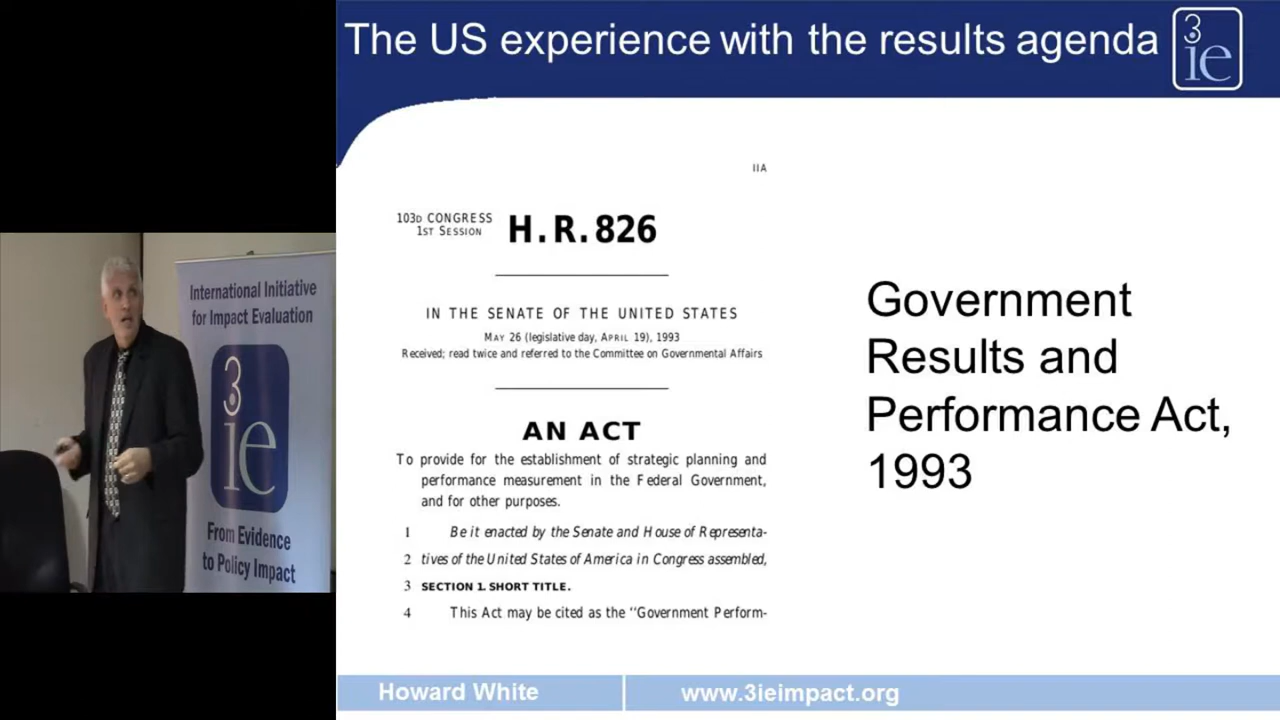 The US experience with the results agenda
3
ie
IIA
103D CONGRESS
1ST SESSION
H. R. 826
IN THE SENATE OF THE UNITED STATES
MAY 26 (legislative day, APRIL 19), 1993
Received; read twice and referred to the Committee on Governmental Affairs
AN ACT
To provide for the establishment of strategic planning and
performance measurement in the Federal Government,
and for other purposes.
1 Be it enacted by the Senate and House of Representa-
2 tives of the United States of America in Congress assembled,
3 SECTION 1. SHORT TITLE.
4 This Act may be cited as the ‘‘Government Perform-
Government
Results and
Performance Act,
1993
International Initiative
for Impact Evaluation
3
ie
From Evidence
to Policy Impact
Howard White
www.3ieimpact.org